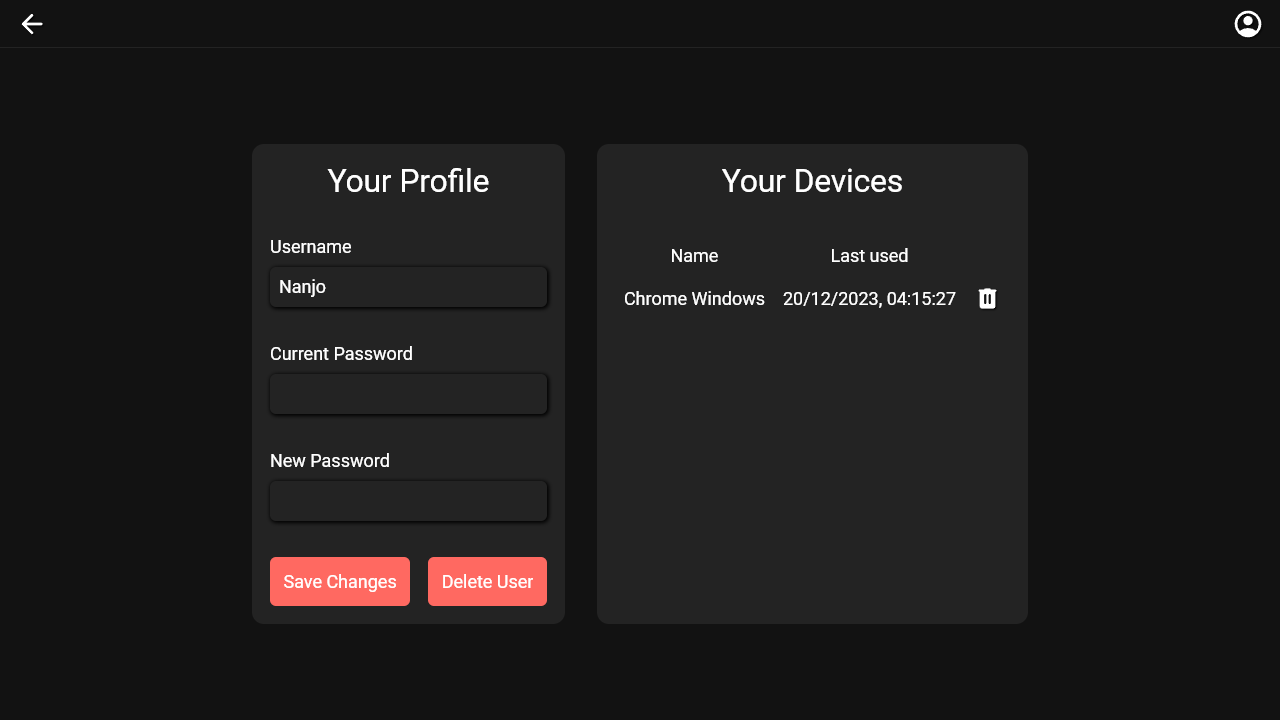 Your Profile
Username
Nanjo
Current Password
New Password
Save Changes
Delete User
Your Devices
Name
Last used
Chrome Windows
20/12/2023, 04:15:27